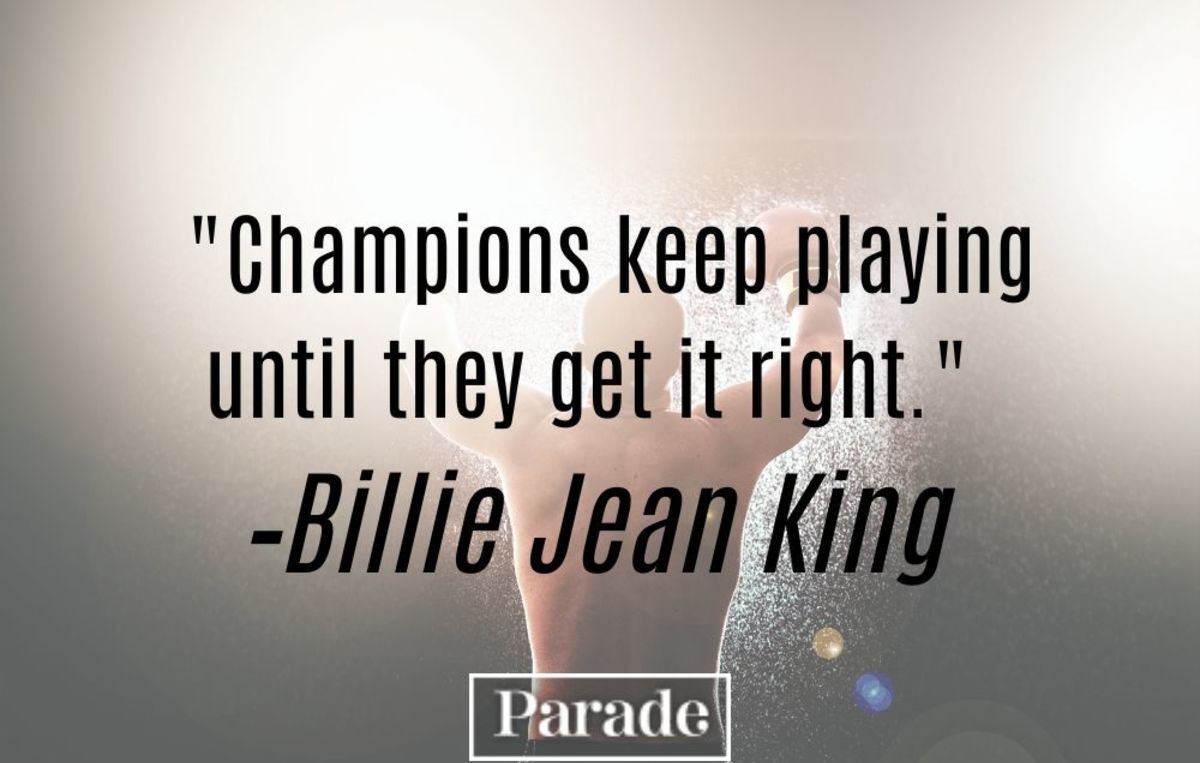 "Champions keep playing
until they get it right."
-Billie Jean King
Parade